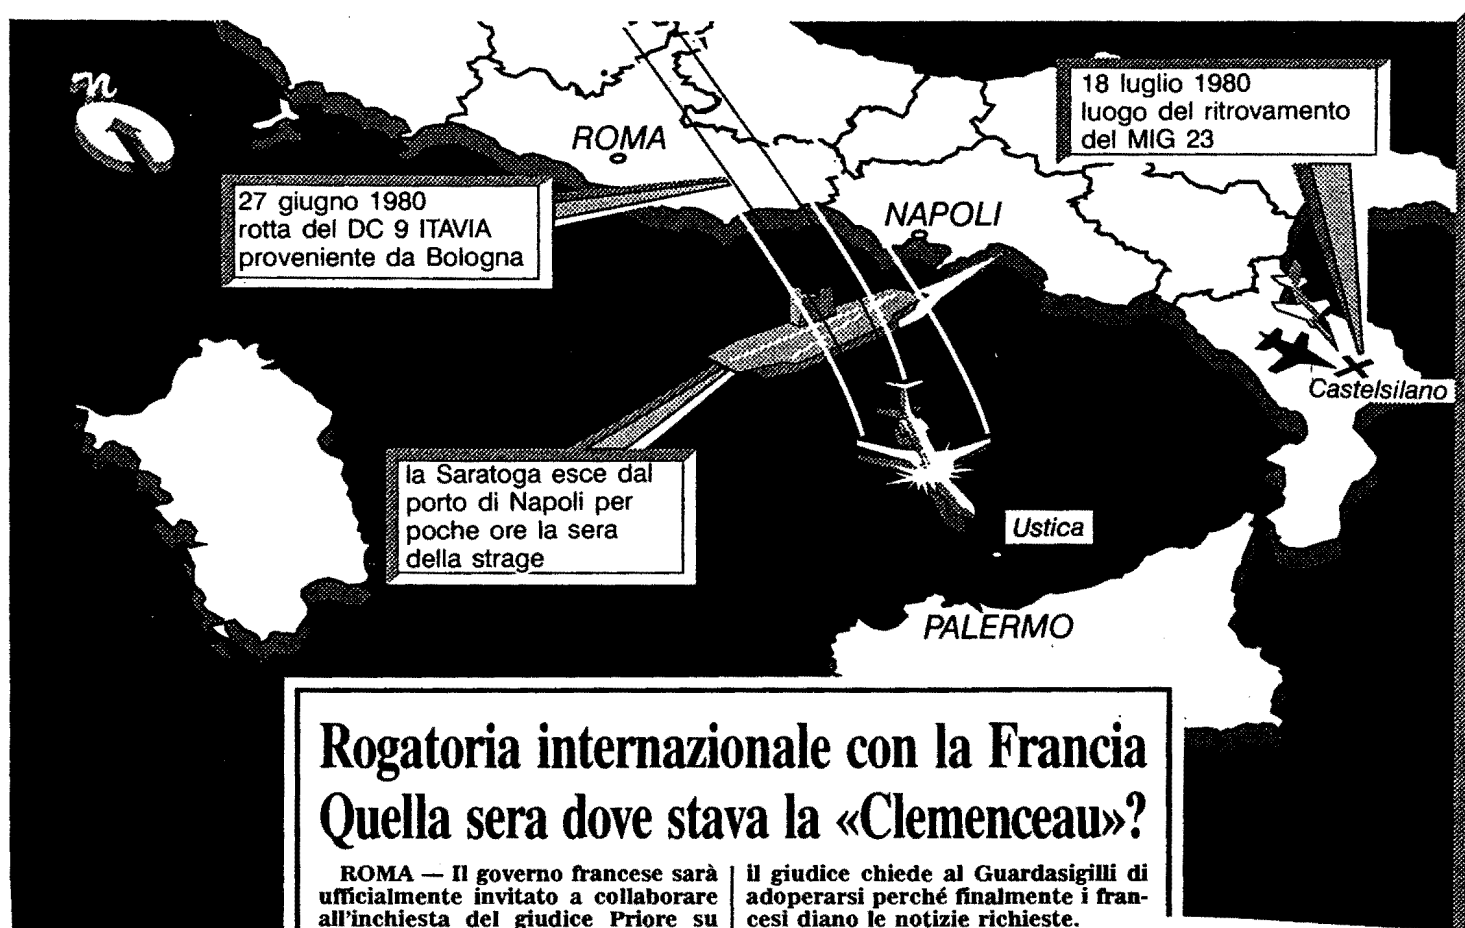 n
ROMA
18 luglio 1980
luogo del ritrovamento
del MIG 23
27 giugno 1980
rotta del DC 9 ITAVIA
proveniente da Bologna
NAPOLI
Castelsilano
la Saratoga esce dal
porto di Napoli per
poche ore la sera
della strage
Ustica
PALERMO
Rogatoria internazionale con la Francia
Quella sera dove stava la «Clemenceau»?
ROMA — Il governo francese sarà
ufficialmente invitato a collaborare
all'inchiesta del giudice Priore su
il giudice chiede al Guardasigilli di
adoperarsi perché finalmente i fran-
cesi diano le notizie richieste.